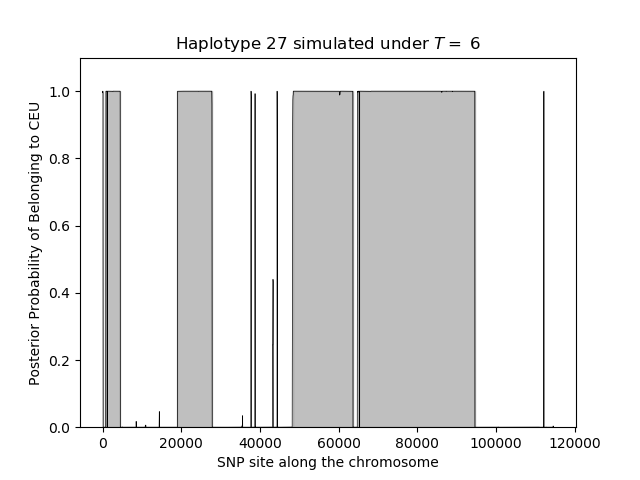 Haplotype 27 simulated under T = 6
Posterior Probability of Belonging to CEU
1.0
0.8
0.6
0.4
0.2
0.0
0 20000 40000 60000 80000 100000 120000
SNP site along the chromosome